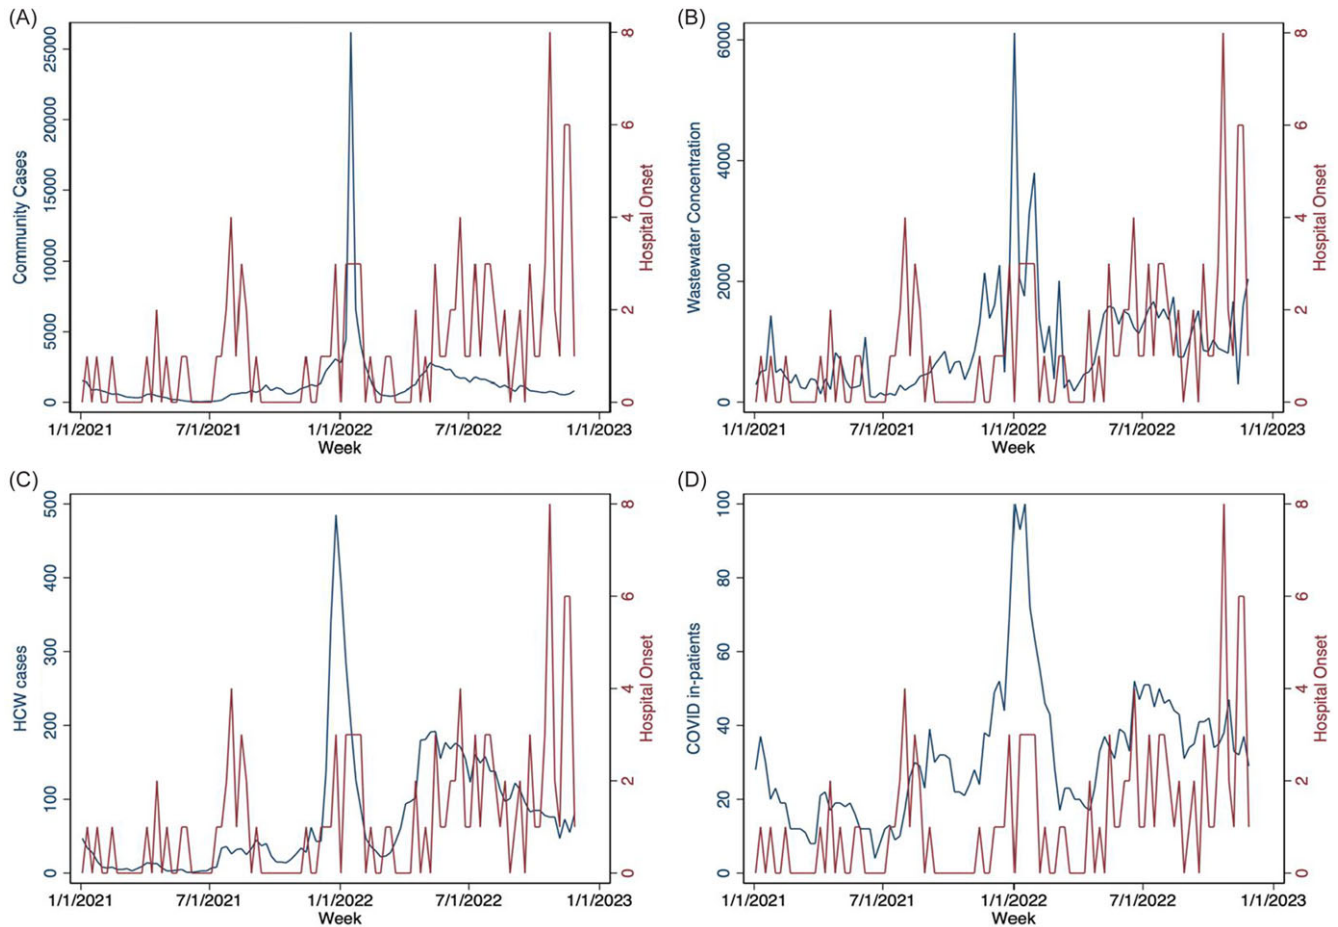 (A)
25000
20000
15000
10000
5000
0
Community Cases
8
6
4
2
0
Hospital Onset
1/1/2021 7/1/2021 1/1/2022 7/1/2022 1/1/2023
Week
(B)
6000
4000
2000
0
Wastewater Concentration
8
6
4
2
0
Hospital Onset
1/1/2021 7/1/2021 1/1/2022 7/1/2022 1/1/2023
Week
(C)
500
400
300
200
100
0
HCW cases
8
6
4
2
0
Hospital Onset
1/1/2021 7/1/2021 1/1/2022 7/1/2022 1/1/2023
Week
(D)
100
80
60
40
20
0
COVID in-patients
8
6
4
2
0
Hospital Onset
1/1/2021 7/1/2021 1/1/2022 7/1/2022 1/1/2023
Week